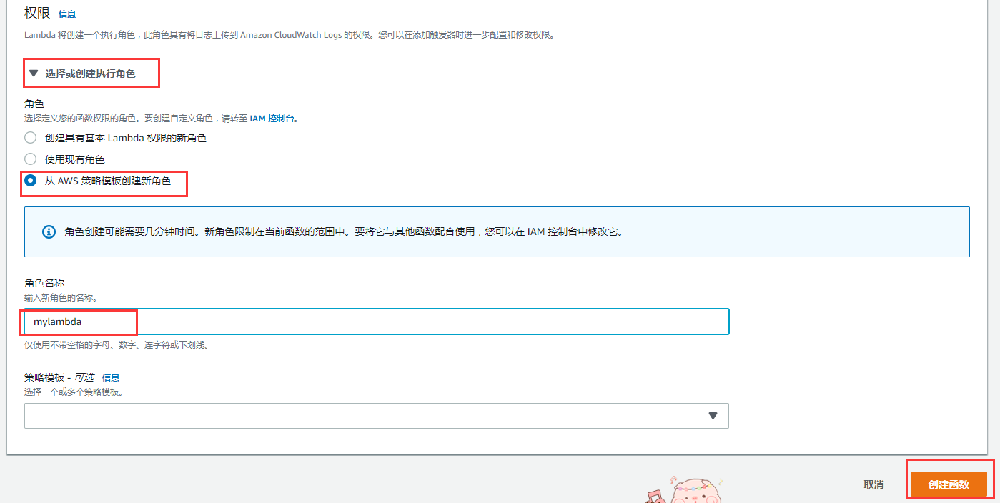 权限 信息
Lambda 将创建一个执行角色，此角色具有将日志上传到 Amazon CloudWatch Logs 的权限。您可以在添加触发器时进一步配置和修改权限。
选择或创建执行角色
角色
选择定义您的函数权限的角色。要创建自定义角色，请转至 IAM 控制台。
创建具有基本 Lambda 权限的新角色
使用现有角色
从 AWS 策略模板创建新角色
角色创建可能需要几分钟时间。新角色限制在当前函数的范围中。要将它与其他函数配合使用，您可以在 IAM 控制台中修改它。
角色名称
输入新角色的名称。
mylambda
仅使用不带空格的字母、数字、连字符或下划线。
策略模板 - 可选 信息
选择一个或多个策略模板。
取消 创建函数